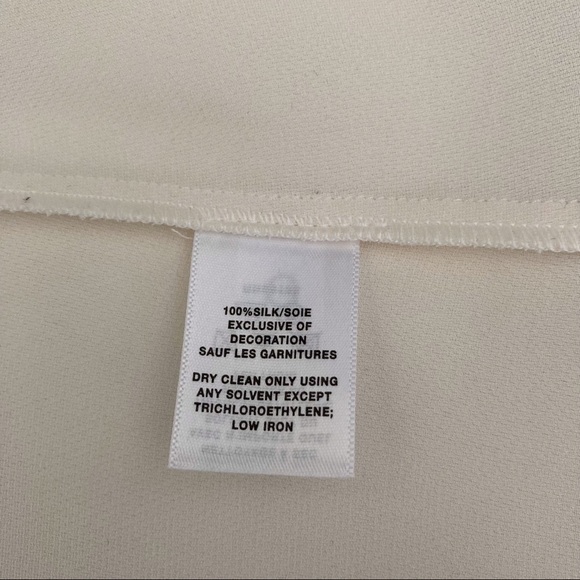 100%SILK/SOIE
EXCLUSIVE OF
DECORATION
SAUF LES GARNITURES
DRY CLEAN ONLY USING
ANY SOLVENT EXCEPT
TRICHLOROETHYLENE;
LOW IRON